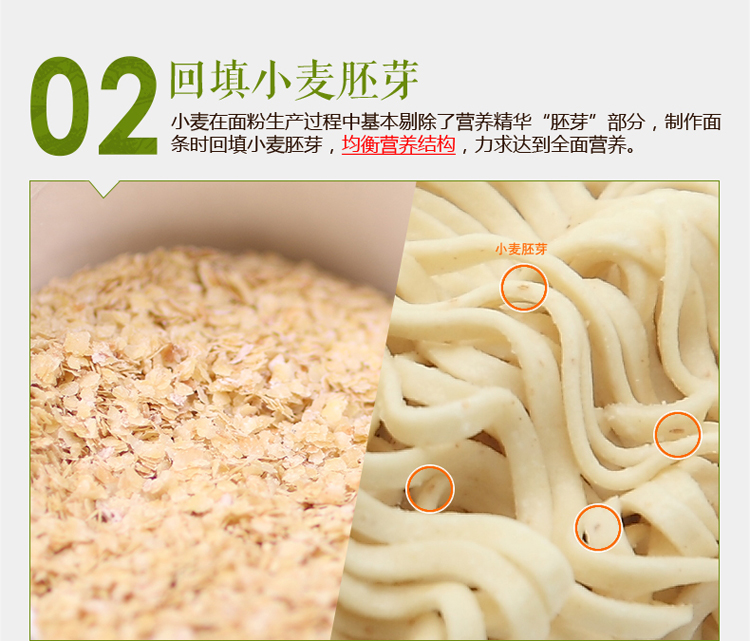 02
回填小麦胚芽
小麦在面粉生产过程中基本剔除了营养精华“胚芽”部分，制作面
条时回填小麦胚芽，均衡营养结构，力求达到全面营养。
小麦胚芽